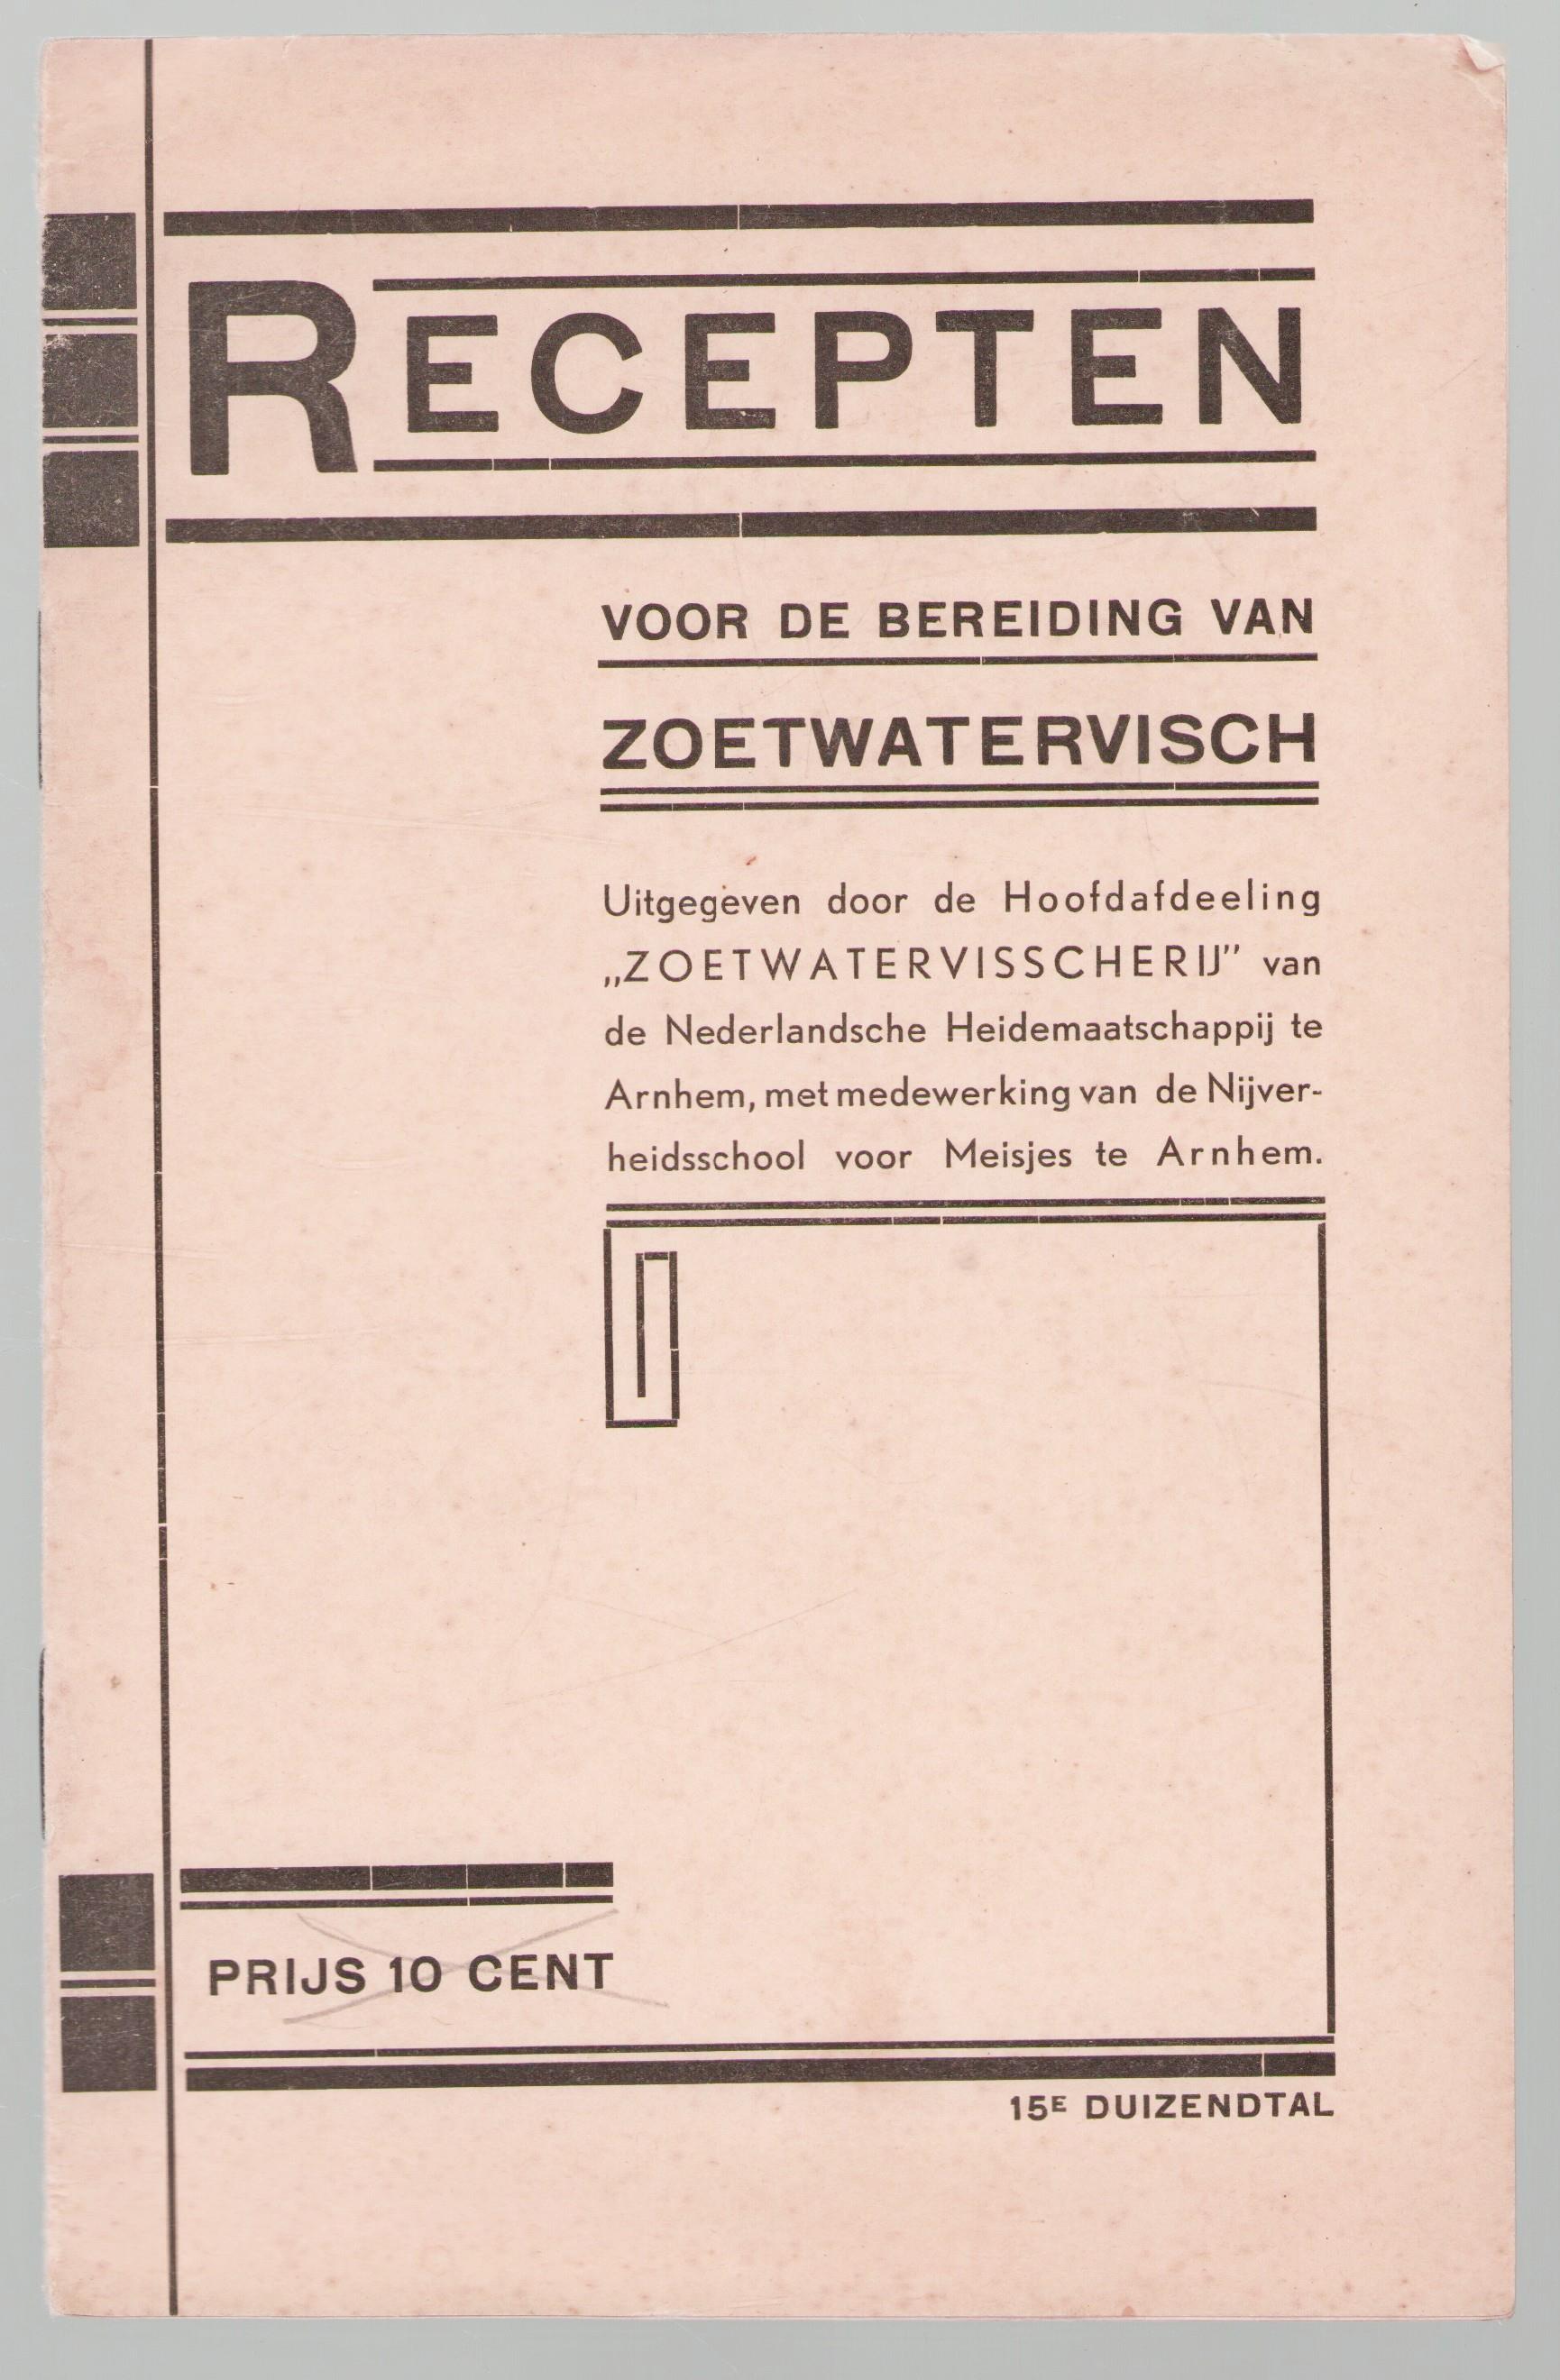 RECEPTEN
VOOR DE BEREIDING VAN
ZOETWATERVISCH
Uitgegeven door de Hoofdafdeeling
„ZOETWATERVISSCHERIJ” van
de Nederlandsche Heidemaatschappij te
Arnhem, met medewerking van de Nijver-
heidsschool voor Meisjes te Arnhem.
PRIJS 10 CENT
15E DUIZENDTAL